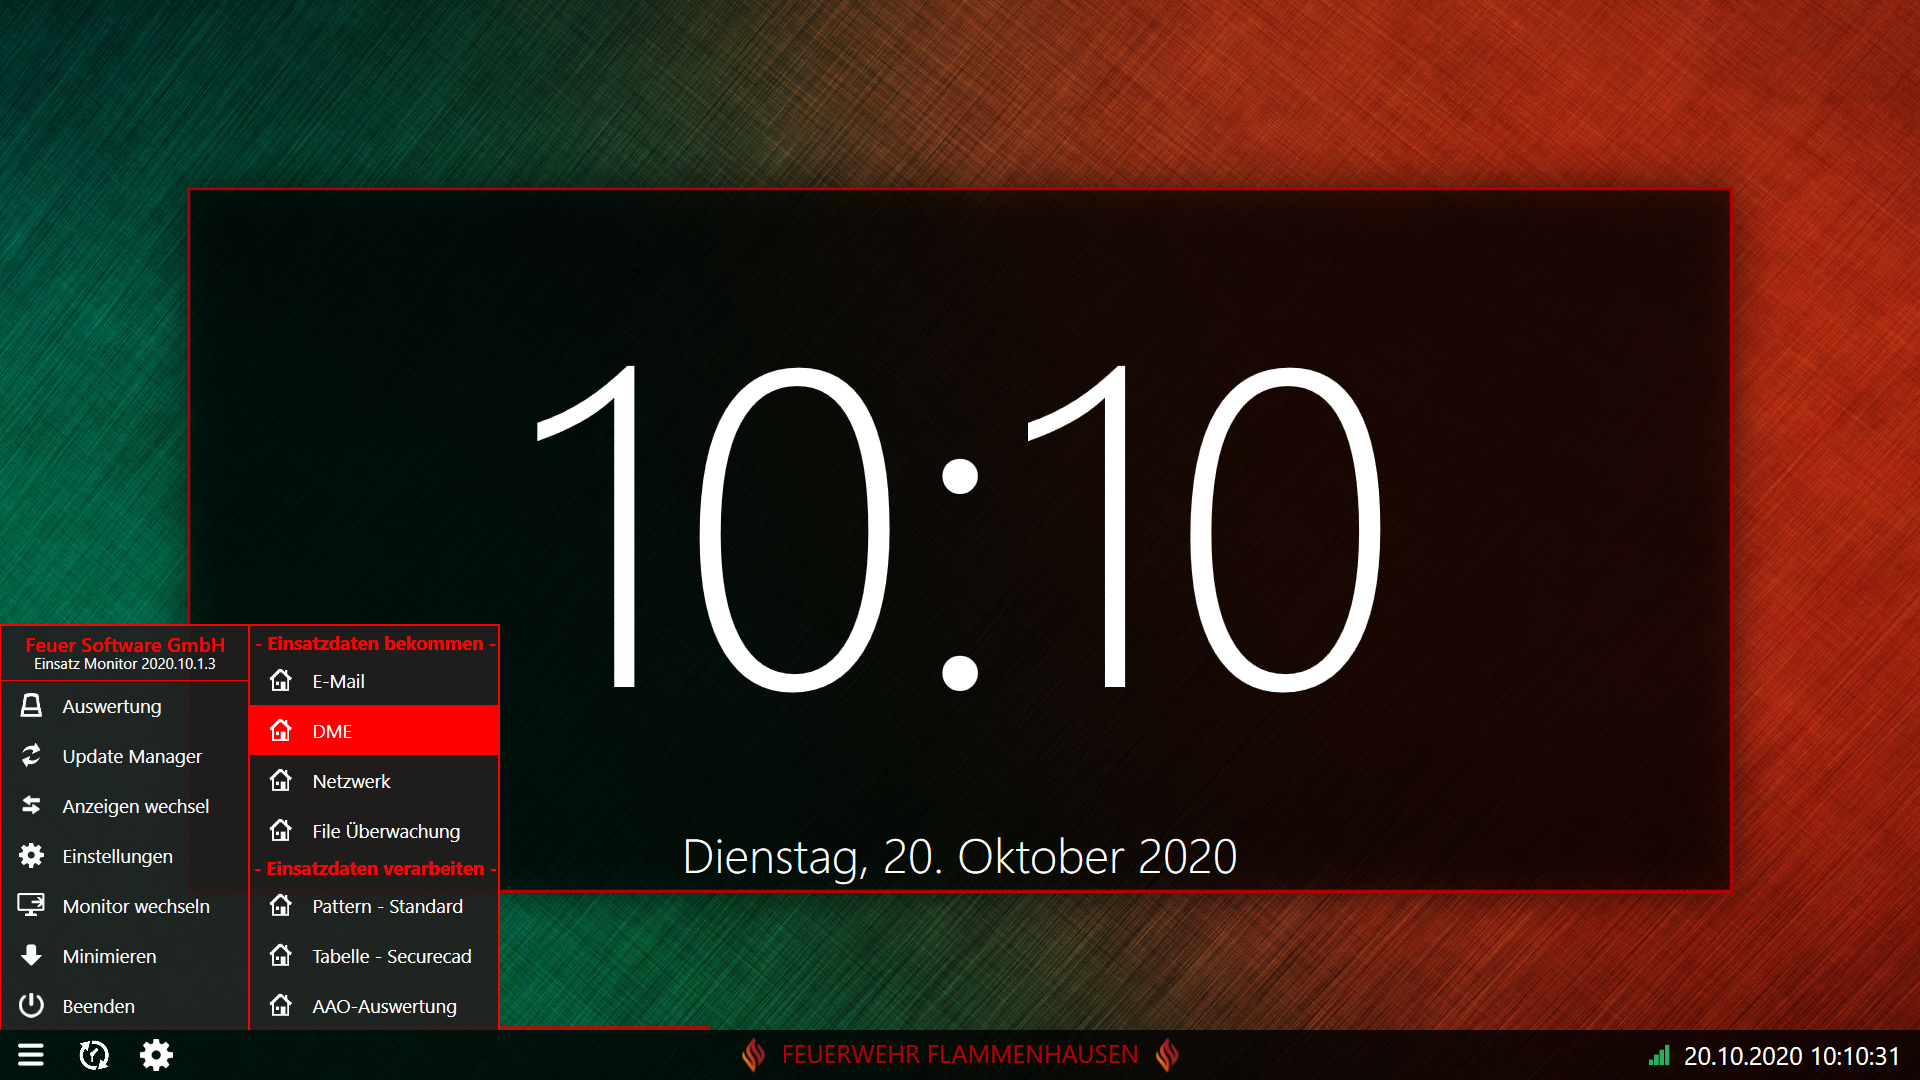 10:10
Dienstag, 20. Oktober 2020
Feuer Software GmbH
Einsatz Monitor 2020.10.1.3
Auswertung
Update Manager
Anzeigen wechsel
Einstellungen
Monitor wechseln
Minimieren
Beenden
- Einsatzdaten bekommen -
E-Mail
DME
Netzwerk
File Überwachung
- Einsatzdaten verarbeiten -
Pattern - Standard
Tabelle - Securecad
AAO-Auswertung
FEUERWEHR FLAMMENHAUSEN
20.10.2020 10:10:31